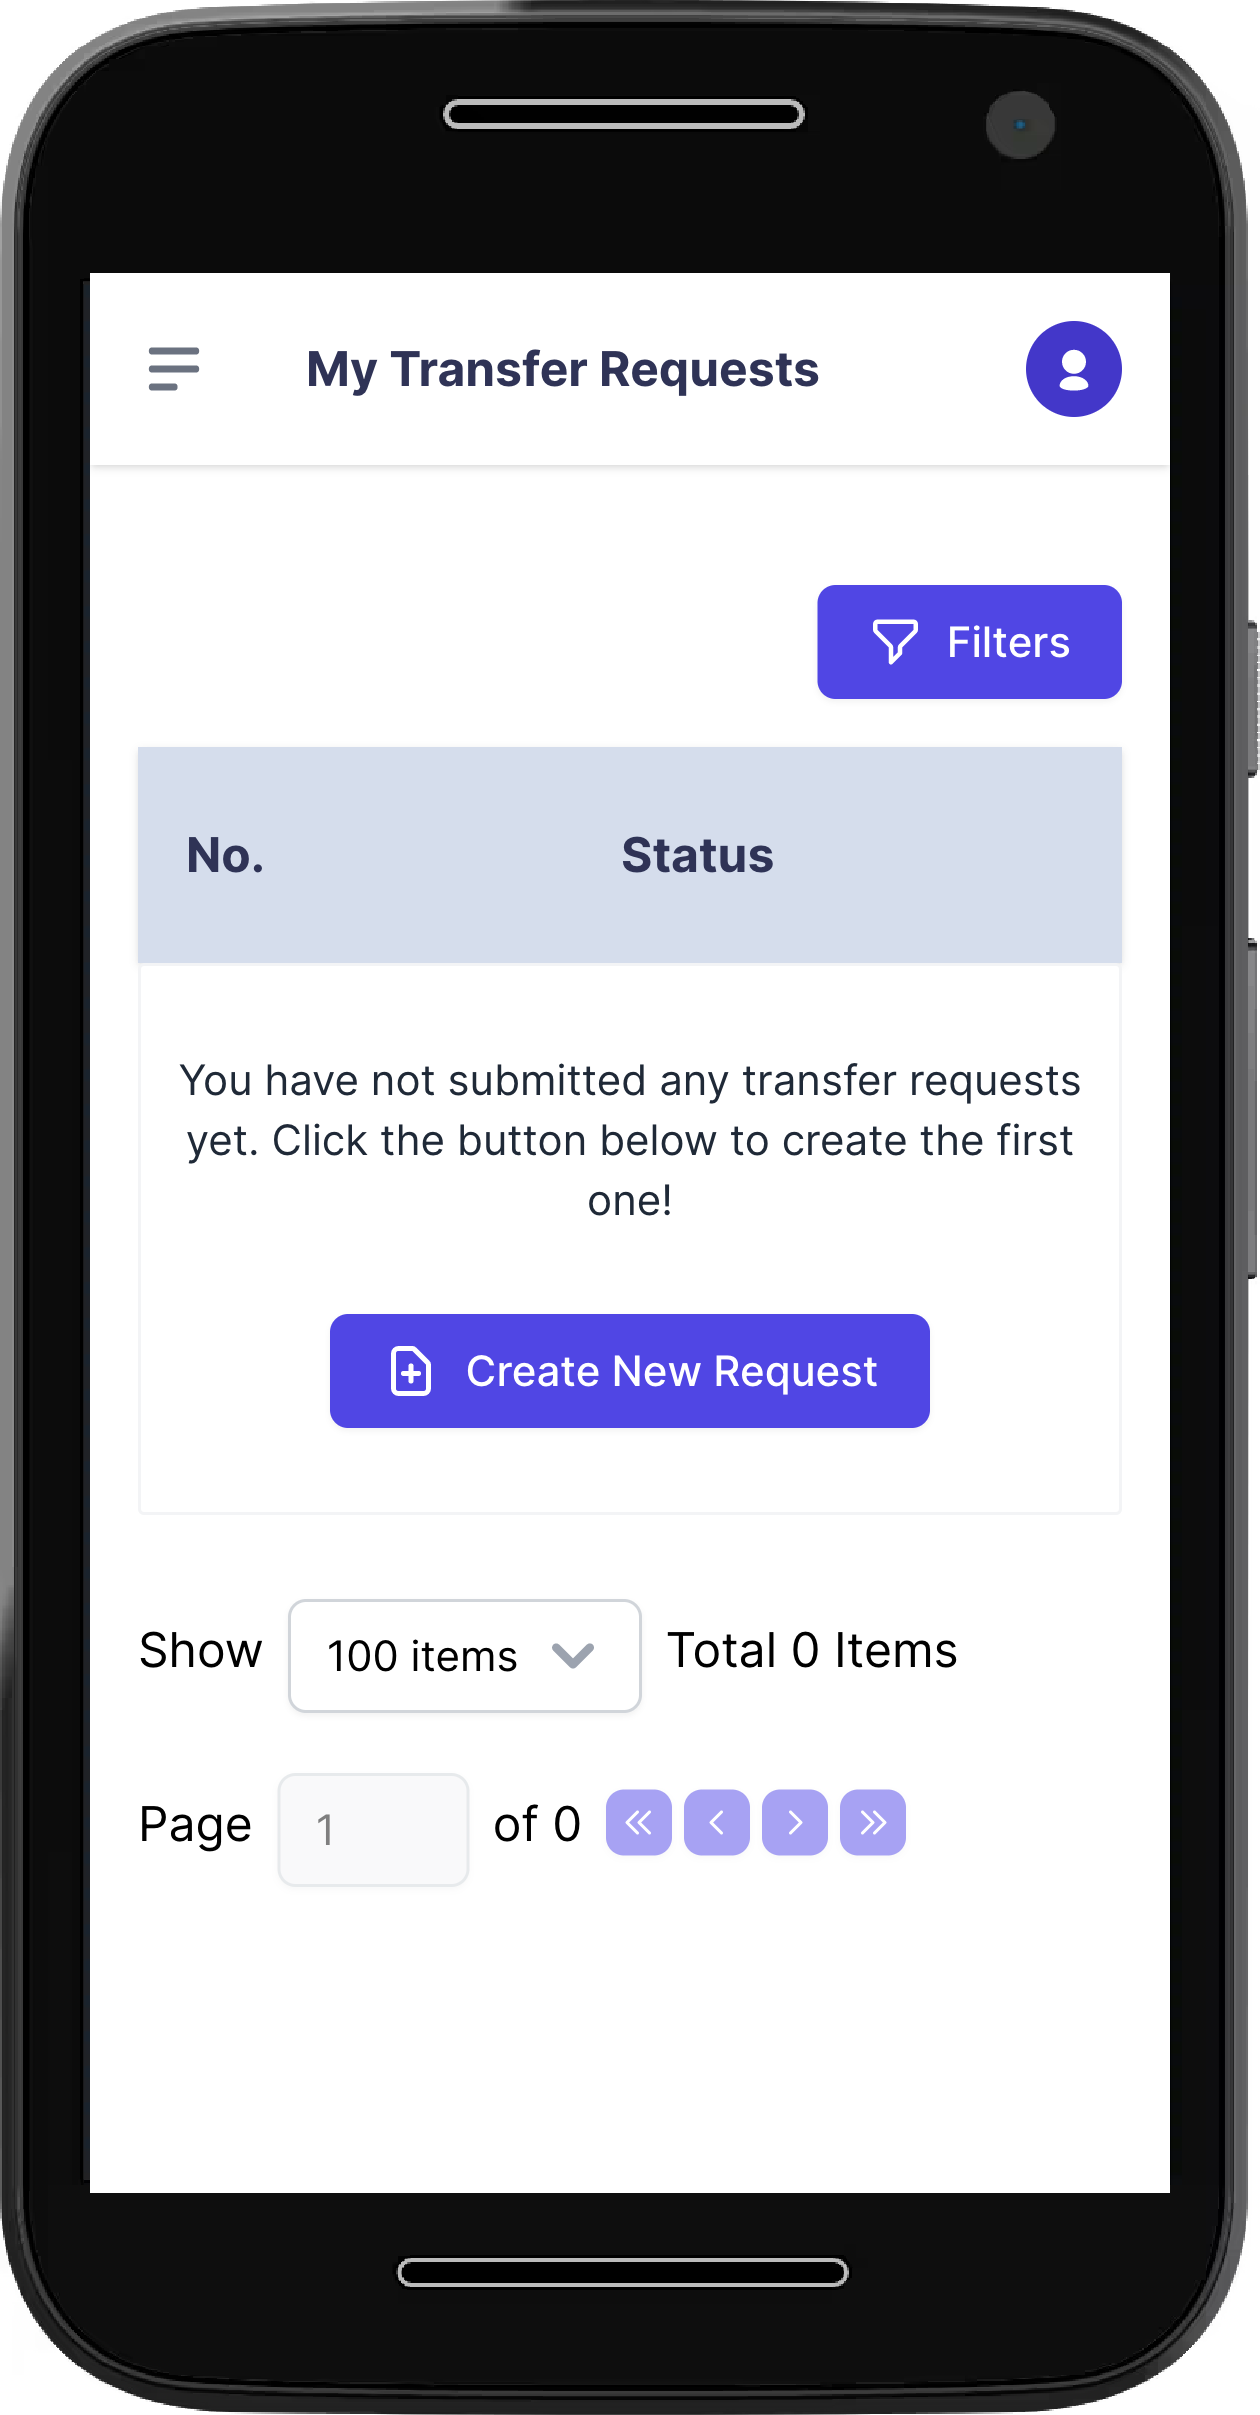 My Transfer Requests
Filters
No. Status
You have not submitted any transfer requests
yet. Click the button below to create the first
one!
Create New Request
Show 100 items Total 0 Items
Page 1 of 0